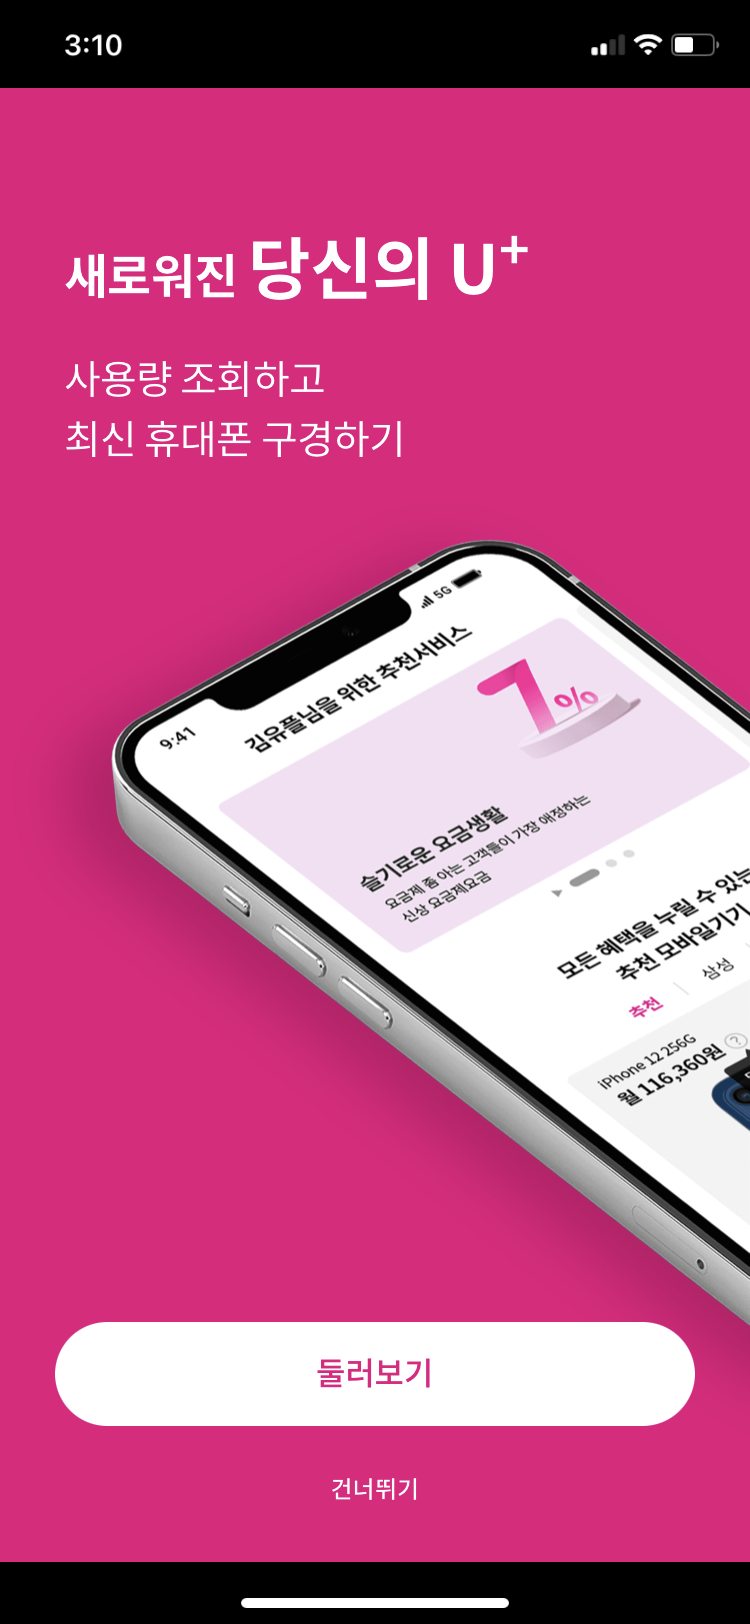 3:10
새로워진 당신의 U⁺
사용량 조회하고
최신 휴대폰 구경하기
9:41
5G
김유플님을 위한 추천서비스
1%
슬기로운 요금생활
요금제 좀 아는 고객들이 가장 애정하는
신상 요금제요금
모든 혜택을 누릴 수 있는
추천 모바일기기
추천
삼성
iPhone 12 256G
월 116,360원
?
둘러보기
건너뛰기